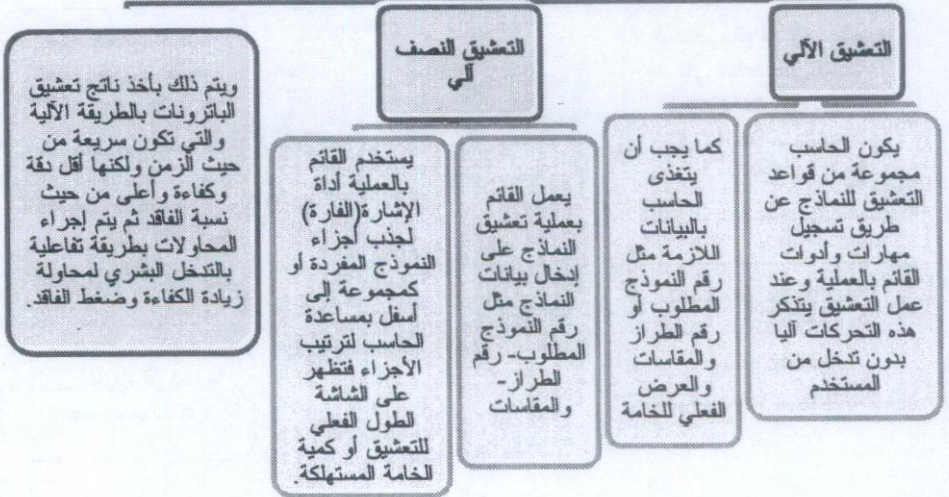 التعشيق الآلي
يكون الحاسب
مجموعة من قواعد
التعشيق للنماذج عن
طريق تسجيل
مهارات وأدوات
القائم بالعملية وعند
عمل التعشيق يتذكر
هذه التحركات آليا
بدون تدخل من
المستخدم
كما يجب أن
يتغذى
الحاسب
بالبيانات
اللازمة مثل
رقم النموذج
المطلوب أو
رقم الطراز
والمقاسات
والعرض
الفعلي للخامة
التعشيق النصف
آلي
يعمل القائم
بعملية تعشيق
النماذج على
إدخال بيانات
النماذج مثل
رقم النموذج
المطلوب- رقم
الطراز-
والمقاسات
يستخدم القائم
بالعملية أداة
الإشارة(الفارة)
لجذب أجزاء
النموذج المفردة أو
كمجموعة إلى
أسفل بمساعدة
الحاسب لترتيب
الأجزاء فتظهر
على الشاشة
الطول الفعلي
للتعشيق أو كمية
الخامة المستهلكة.
ويتم ذلك بأخذ ناتج تعشيق
الباترونات بالطريقة الآلية
والتي تكون سريعة من
حيث الزمن ولكنها أقل دقة
وكفاءة وأعلى من حيث
نسبة الفاقد ثم يتم إجراء
المحاولات بطريقة تفاعلية
بالتدخل البشري لمحاولة
زيادة الكفاءة وضغط الفاقد.